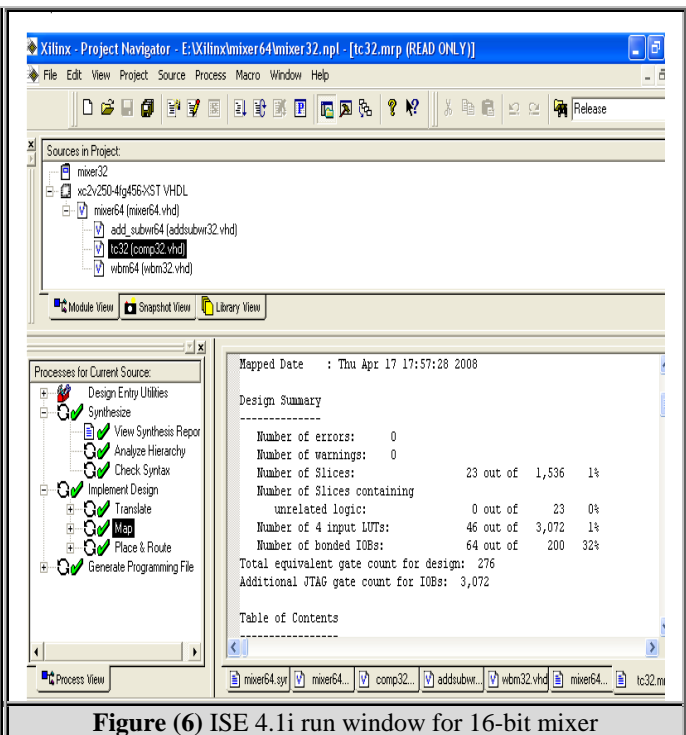 Xilinx - Project Navigator - E:\Xilinx\mixer64\mixer32.npl - [tc32.mrp (READ ONLY)]
File Edit View Project Source Process Macro Window Help
Release
Sources in Project:
mixer32
xc2v250-4fg456-XST VHDL
mixer64 (mixer64.vhd)
add_subwr64 (addsubwr32.vhd)
tc32 (comp32.vhd)
wbm64 (wbm32.vhd)
Module View Snapshot View Library View
Processes for Current Source:
Design Entry Utilities
Synthesize
View Synthesis Repor
Analyze Hierarchy
Check Syntax
Implement Design
Translate
Map
Place & Route
Generate Programming File
Process View
Mapped Date : Thu Apr 17 17:57:28 2008
Design Summary
--------------
Number of errors: 0
Number of warnings: 0
Number of Slices: 23 out of 1,536 1%
Number of Slices containing
unrelated logic: 0 out of 23 0%
Number of 4 input LUTs: 46 out of 3,072 1%
Number of bonded IOBs: 64 out of 200 32%
Total equivalent gate count for design: 276
Additional JTAG gate count for IOBs: 3,072
Table of Contents
-----------------
mixer64.syr mixer64... comp32... addsubwr... wbm32.vhd mixer64... tc32.m
Figure (6) ISE 4.1i run window for 16-bit mixer